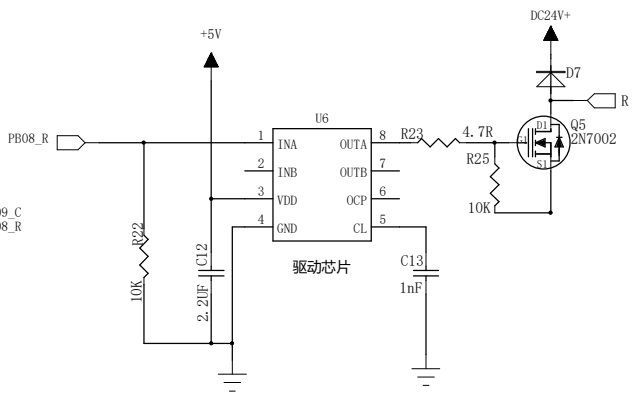 DC24V+
+5V
D7
R
U6
Q5
2N7002
D1
G1
S1
PB08_R
1 INA
OUTA 8
R23 4.7R
2 INB
OUTB 7
R25
3 VDD
OCP 6
10K
4 GND
CL 5
09_C
08_R
R22
10K
C12
2.2UF
驱动芯片
C13
1nF